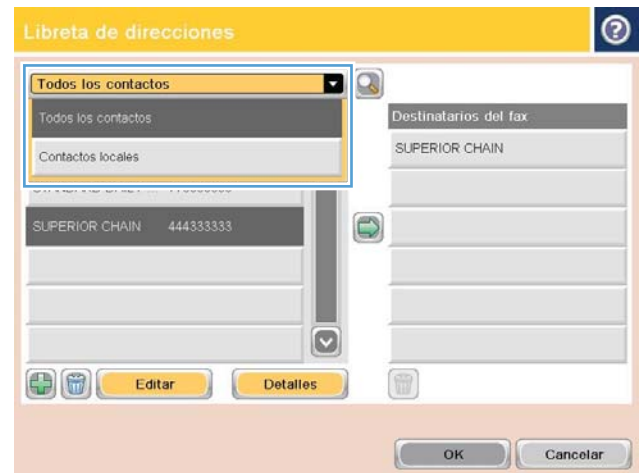 Libreta de direcciones
Todos los contactos
Todos los contactos
Contactos locales
SUPERIOR CHAIN 444333333
Editar
Detalles
Destinatarios del fax
SUPERIOR CHAIN
OK
Cancelar